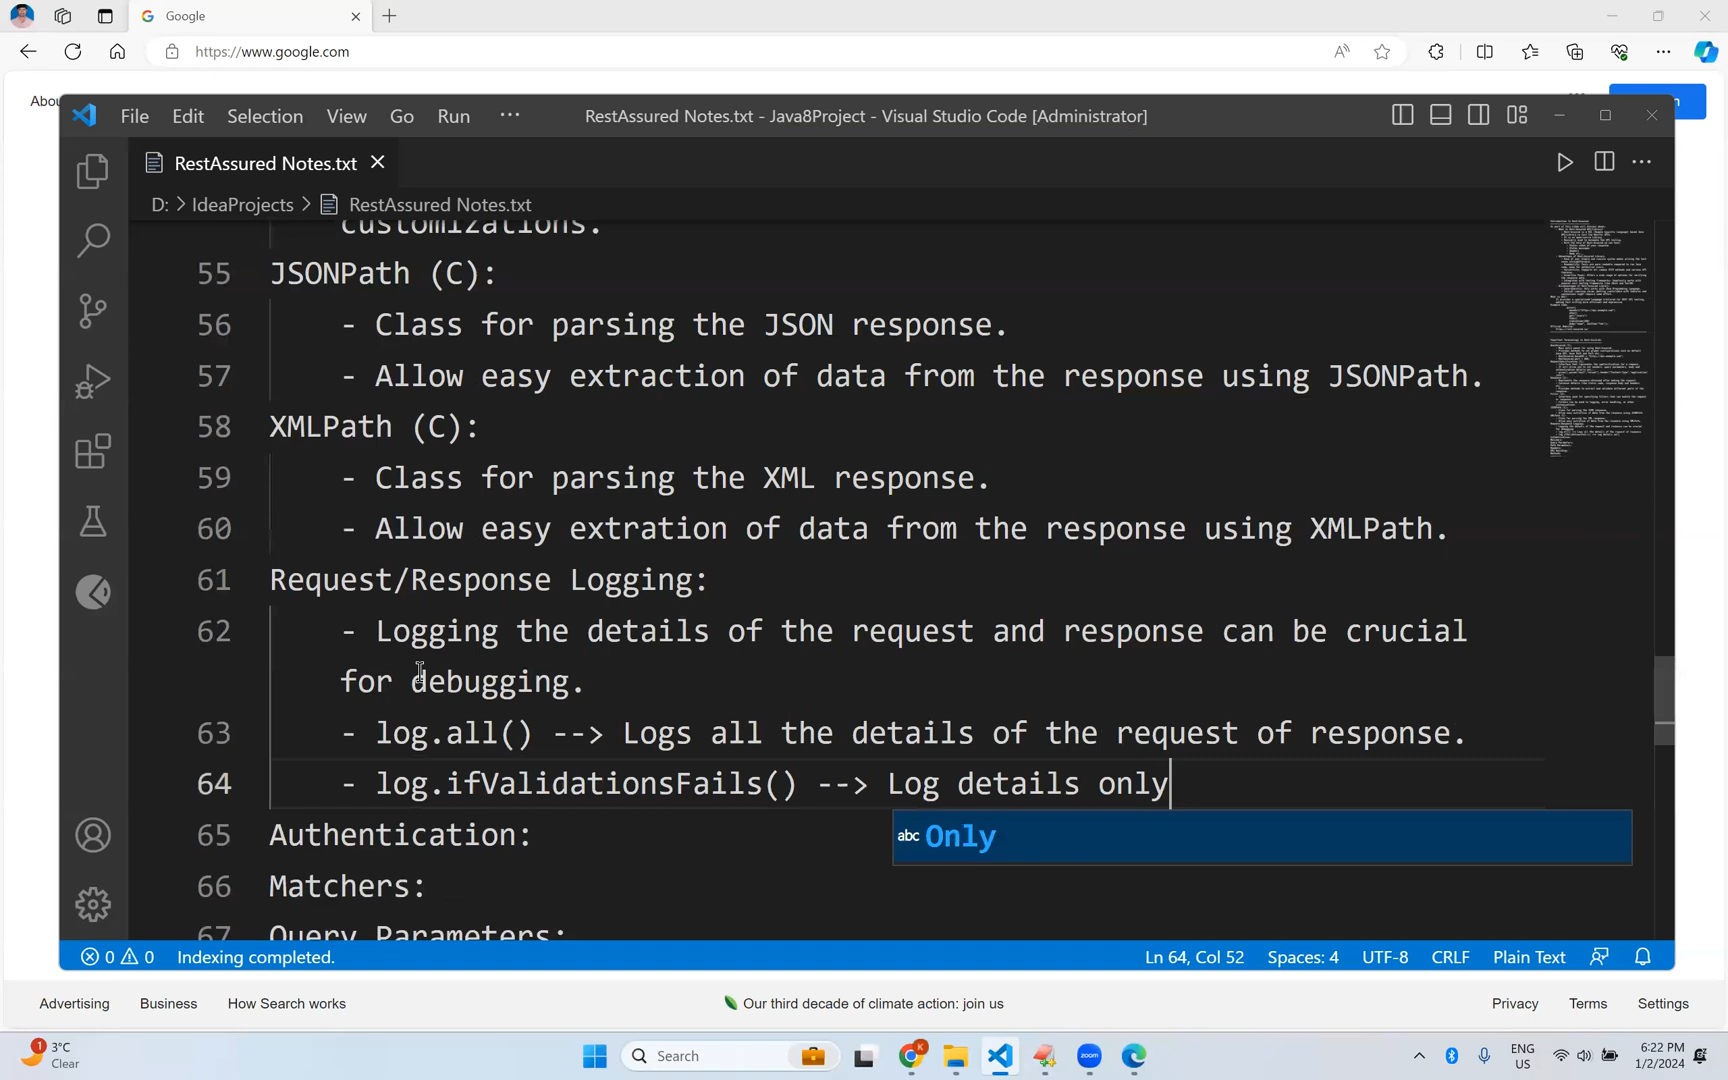 Google
https://www.google.com
Abou
File Edit Selection View Go Run ··· RestAssured Notes.txt - Java8Project - Visual Studio Code [Administrator]
RestAssured Notes.txt
D: > IdeaProjects > RestAssured Notes.txt
customizations.
55 JSONPath (C):
56 - Class for parsing the JSON response.
57 - Allow easy extraction of data from the response using JSONPath.
58 XMLPath (C):
59 - Class for parsing the XML response.
60 - Allow easy extration of data from the response using XMLPath.
61 Request/Response Logging:
62 - Logging the details of the request and response can be crucial
for debugging.
63 - log.all() --> Logs all the details of the request of response.
64 - log.ifValidationsFails() --> Log details only
abc Only
65 Authentication:
66 Matchers:
67 Query Parameters:
0 0 Indexing completed. Ln 64, Col 52 Spaces: 4 UTF-8 CRLF Plain Text
Advertising Business How Search works Our third decade of climate action: join us Privacy Terms Settings
1 3°C
Clear
Search
zoom
ENG
US
6:22 PM
1/2/2024